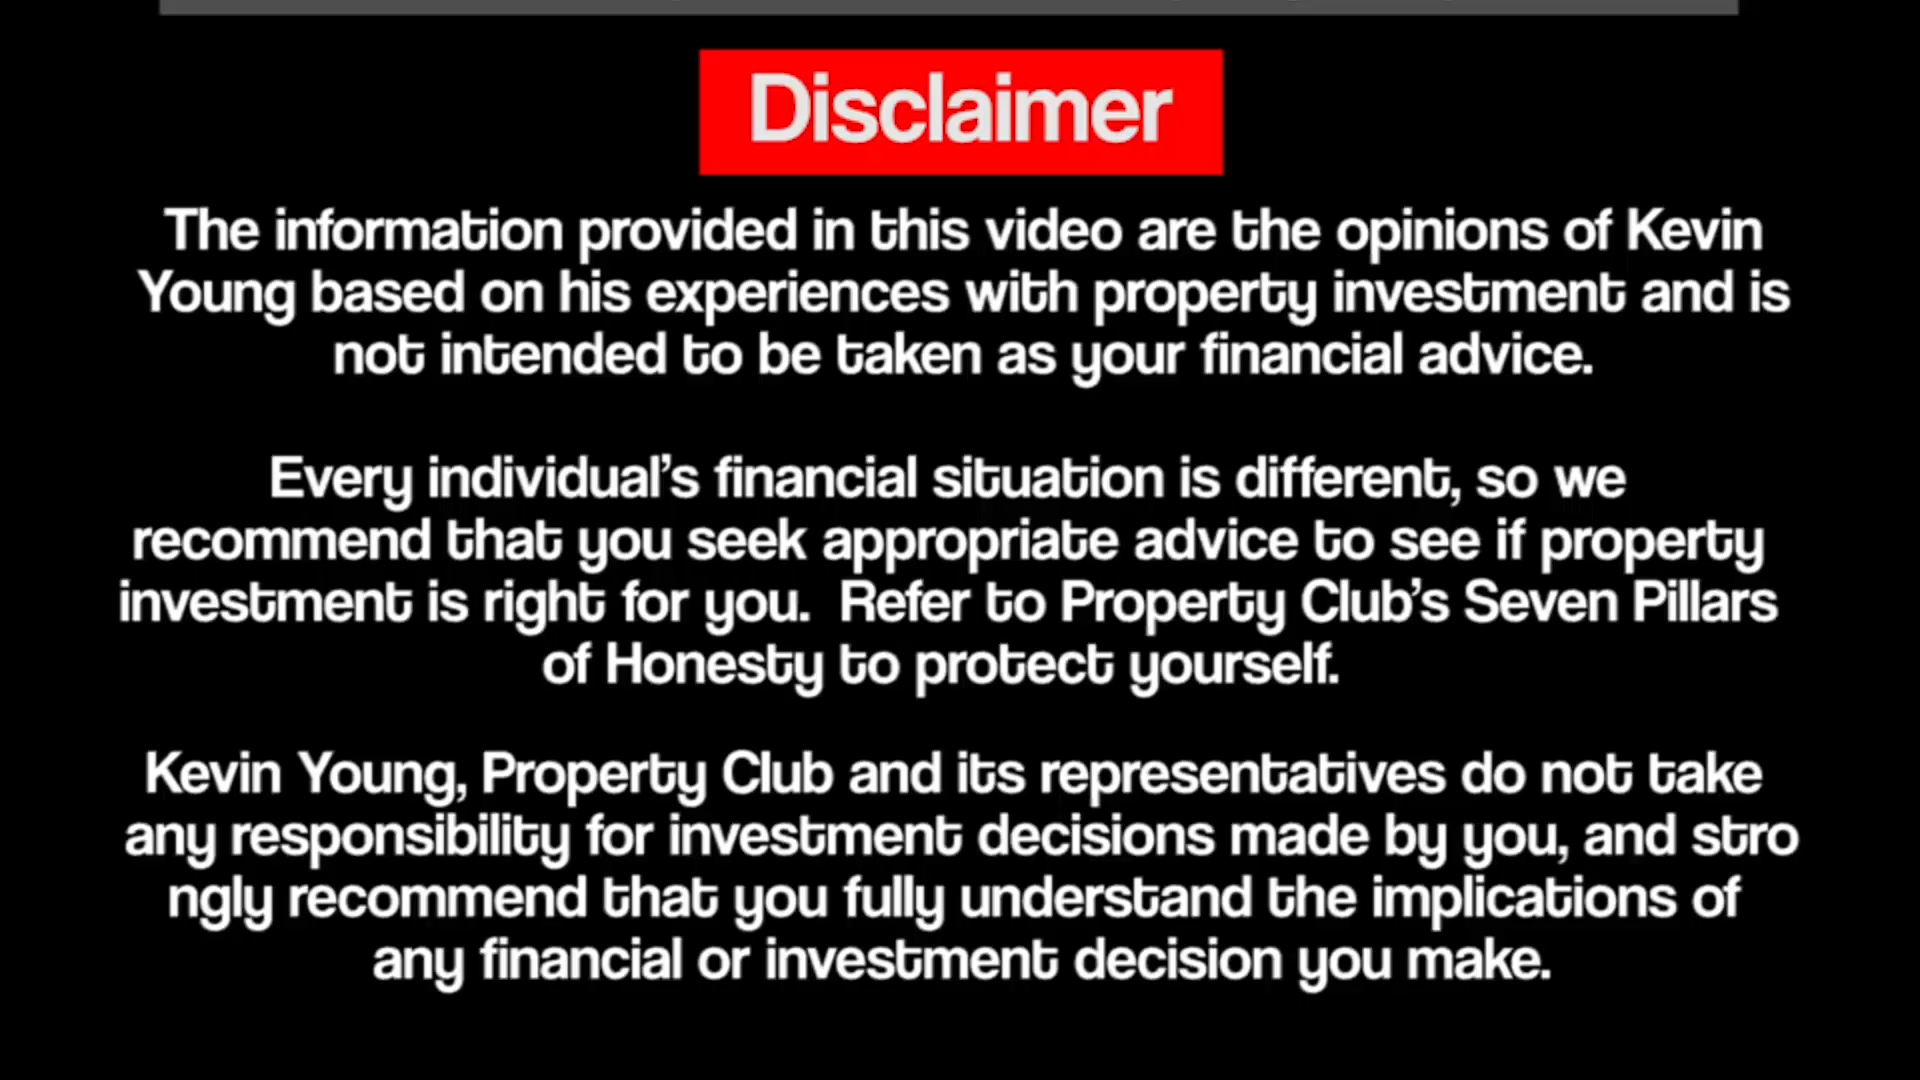 Disclaimer
The information provided in this video are the opinions of Kevin
Young based on his experiences with property investment and is
not intended to be taken as your financial advice.
Every individual’s financial situation is different, so we
recommend that you seek appropriate advice to see if property
investment is right for you.  Refer to Property Club’s Seven Pillars
of Honesty to protect yourself.
Kevin Young, Property Club and its representatives do not take
any responsibility for investment decisions made by you, and stro
ngly recommend that you fully understand the implications of
any financial or investment decision you make.